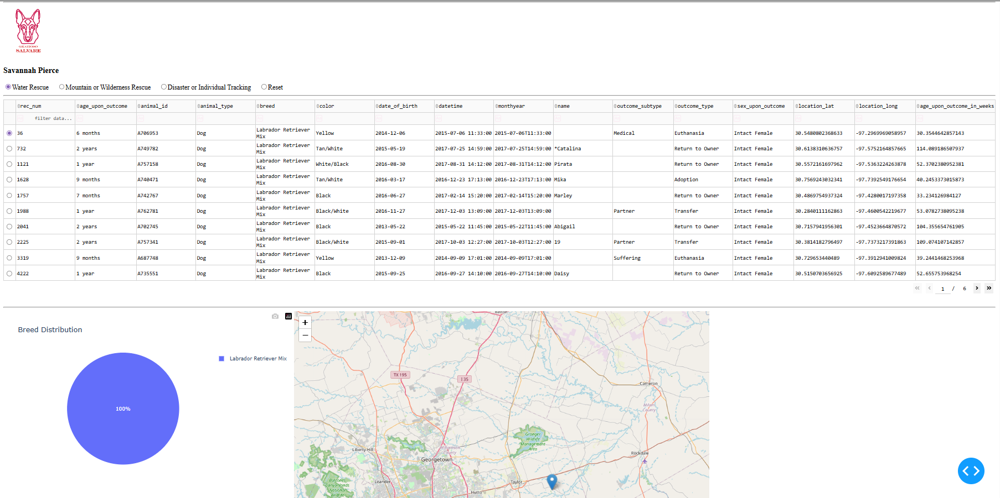 GRAZIOSO
SALVARE
Savannah Pierce
Water Rescue Mountain or Wilderness Rescue Disaster or Individual Tracking Reset
rec_num age_upon_outcome animal_id animal_type breed color date_of_birth datetime monthyear name outcome_subtype outcome_type sex_upon_outcome location_lat location_long age_upon_outcome_in_weeks
filter data...
36 6 months A706953 Dog Labrador Retriever Mix Yellow 2014-12-06 2015-07-06 11:33:00 2015-07-06T11:33:00 Medical Euthanasia Intact Female 30.5480802368633 -97.2969969058957 30.3544642857143
732 2 years A749782 Dog Labrador Retriever Mix Tan/White 2015-05-19 2017-07-25 14:59:00 2017-07-25T14:59:00 *Catalina Return to Owner Intact Female 30.6138310636757 -97.5752164857665 114.089186507937
1121 1 year A757158 Dog Labrador Retriever Mix White/Black 2016-08-30 2017-08-31 14:12:00 2017-08-31T14:12:00 Pirata Return to Owner Intact Female 30.5572161697962 -97.5363224263878 52.3702380952381
1628 9 months A740471 Dog Labrador Retriever Mix Tan/White 2016-03-17 2016-12-23 17:13:00 2016-12-23T17:13:00 Mika Adoption Intact Female 30.7569243032341 -97.7392549176654 40.2453373015873
1757 7 months A742767 Dog Labrador Retriever Mix Black 2016-06-27 2017-02-14 15:20:00 2017-02-14T15:20:00 Marley Return to Owner Intact Female 30.4869754937324 -97.4280017197358 33.234126984127
1988 1 year A762781 Dog Labrador Retriever Mix Black/White 2016-11-27 2017-12-03 13:09:00 2017-12-03T13:09:00 Partner Transfer Intact Female 30.2840111162863 -97.4600542219677 53.0782738095238
2041 2 years A702745 Dog Labrador Retriever Mix Black 2013-05-22 2015-05-22 11:45:00 2015-05-22T11:45:00 Abigail Return to Owner Intact Female 30.7157941956301 -97.4523664870572 104.355654761905
2225 2 years A757341 Dog Labrador Retriever Mix Black/White 2015-09-01 2017-10-03 12:27:00 2017-10-03T12:27:00 19 Partner Transfer Intact Female 30.3814182796497 -97.7373217391863 109.074107142857
3319 9 months A687748 Dog Labrador Retriever Mix Yellow 2013-12-09 2014-09-09 17:01:00 2014-09-09T17:01:00 Suffering Euthanasia Intact Female 30.729653440489 -97.3912941009824 39.2441468253968
4222 1 year A735551 Dog Labrador Retriever Mix Black 2015-09-25 2016-09-27 14:10:00 2016-09-27T14:10:00 Daisy Return to Owner Intact Female 30.5150703656925 -97.6092589677489 52.655753968254
1 / 6
Breed Distribution
Labrador Retriever Mix
100%
+
−
Belton
TX 195
I 35
Cameron
Milam
County
Granger
Wildlife
Management
Area
Liberty Hill
Williamson
County
Georgetown
Rockdale
Leander
Balcones
Canyonlands
National
Wildlife
Taylor
Hutto